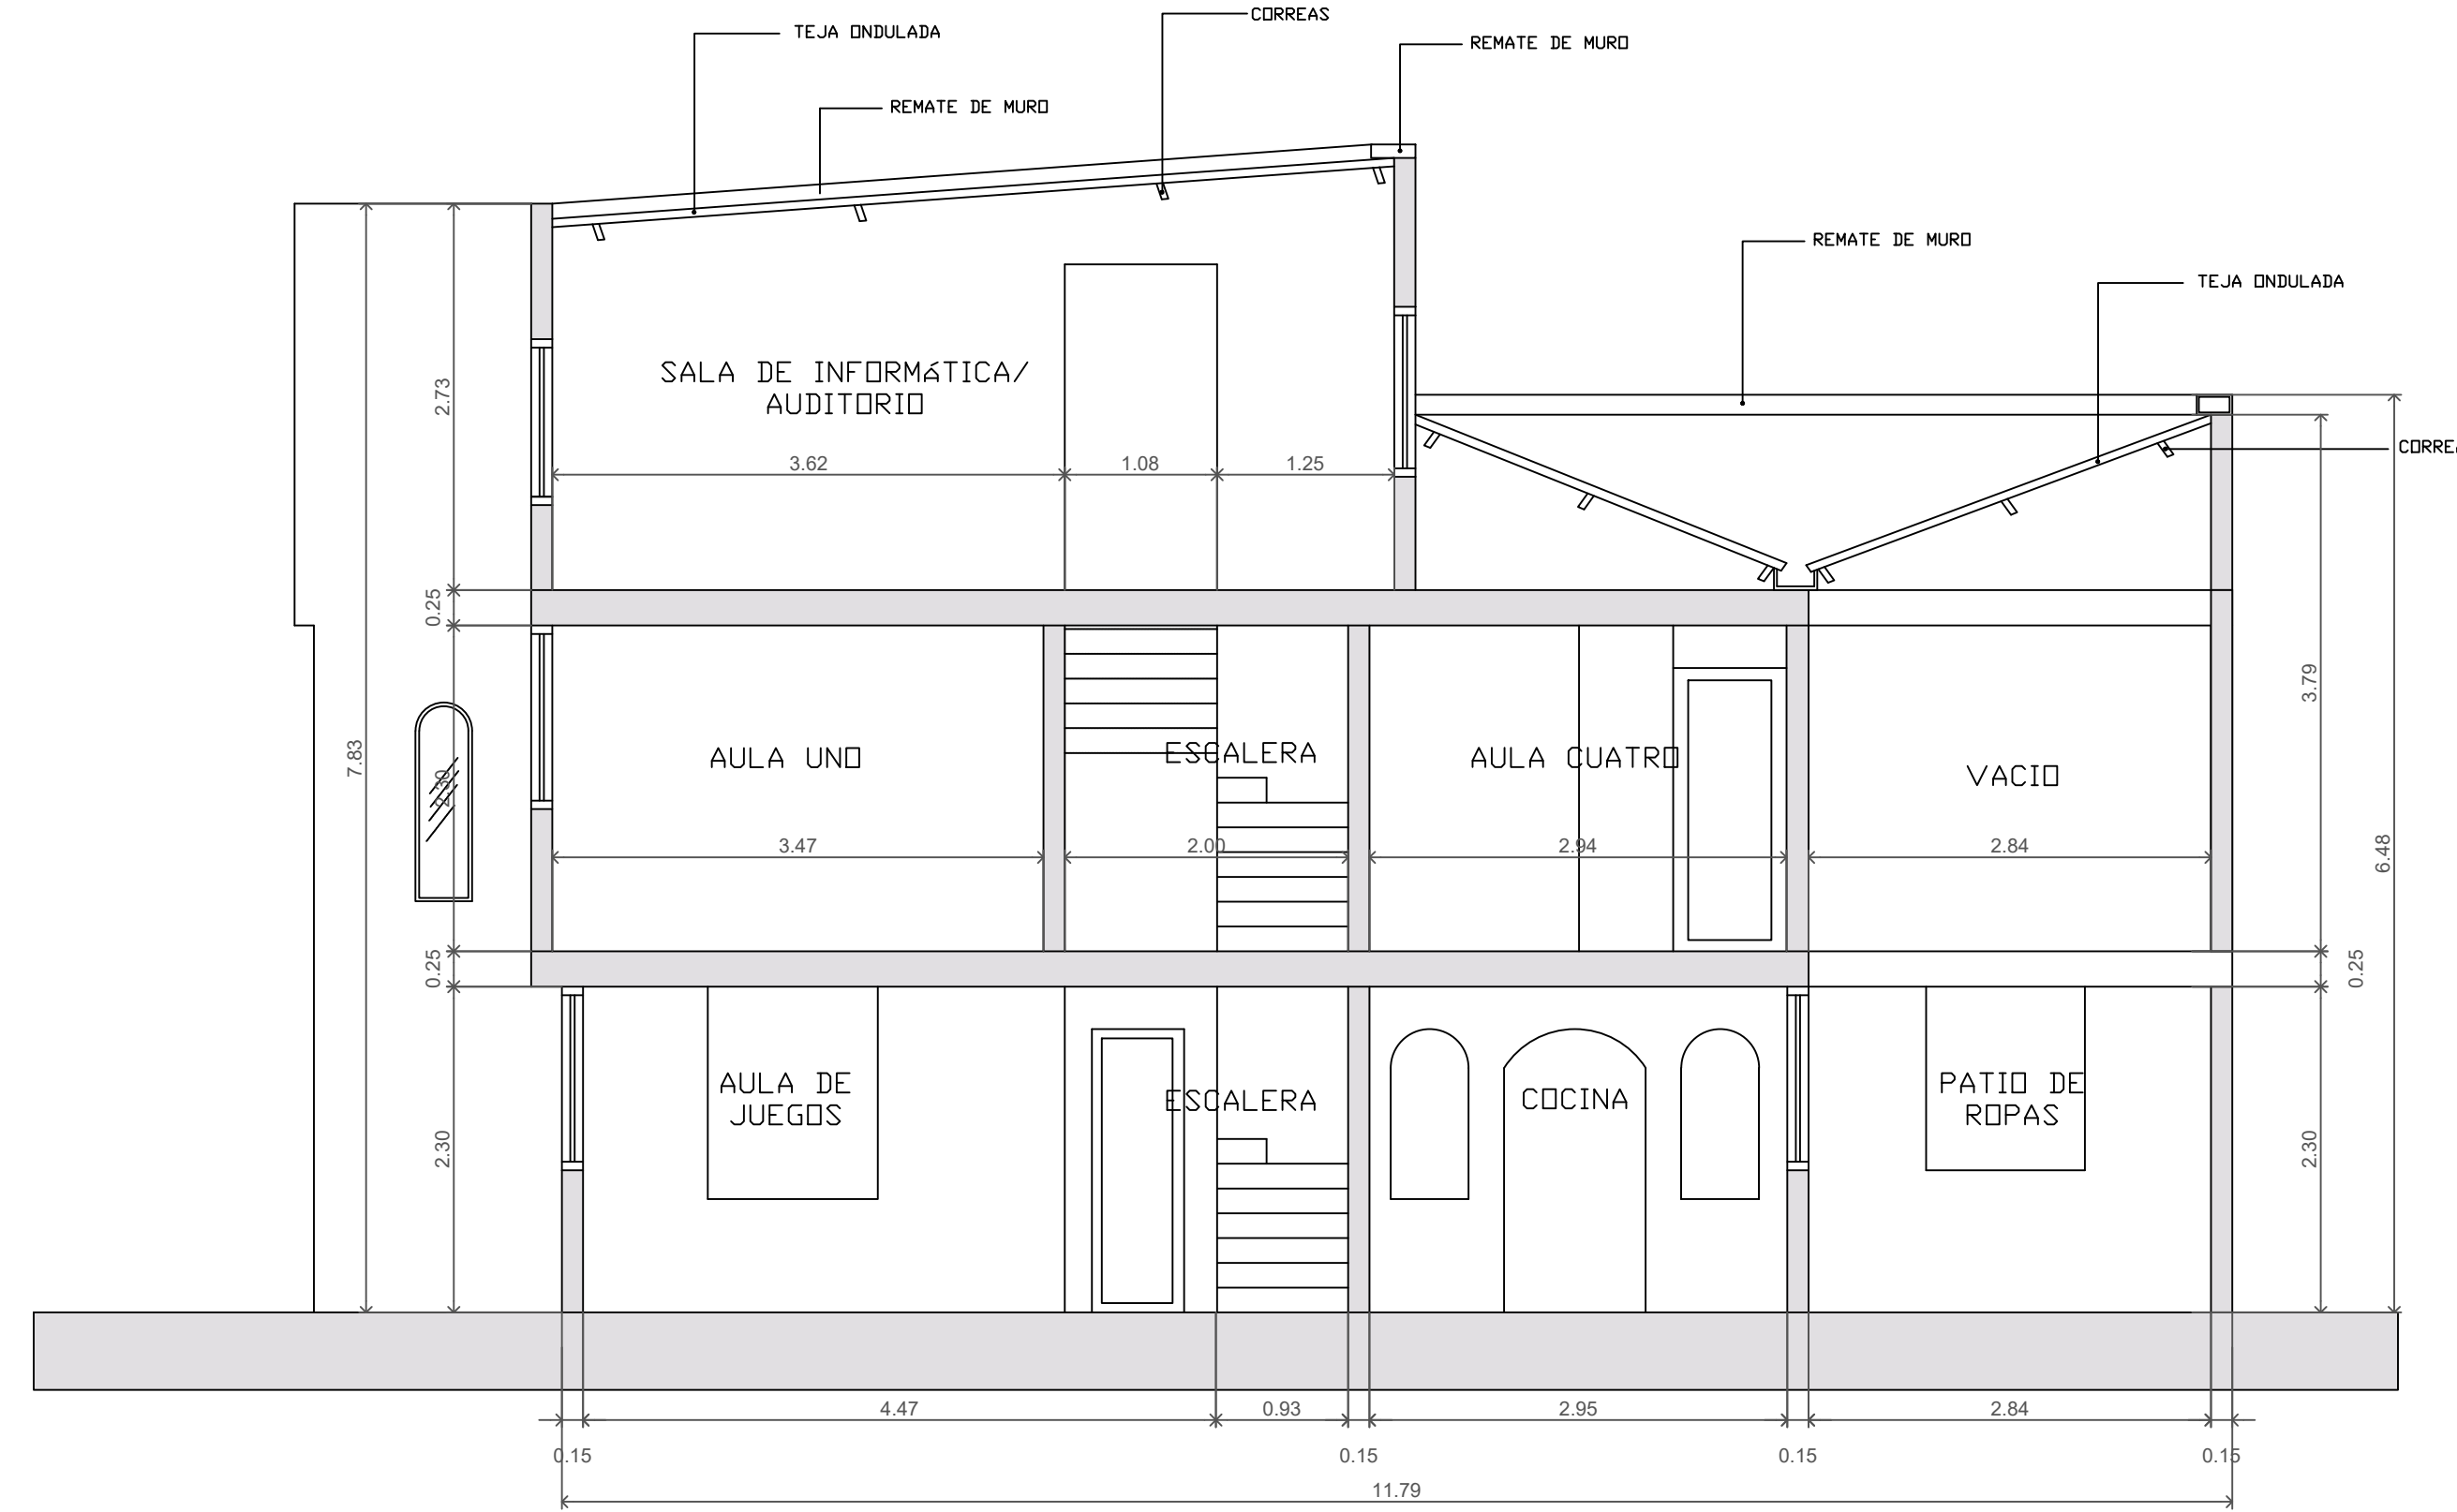 CORREAS
TEJA ONDULADA
REMATE DE MURO
REMATE DE MURO
REMATE DE MURO
TEJA ONDULADA
SALA DE INFORMáTICA/
AUDITORIO
2.73
3.62
1.08
1.25
CORREA
0.25
3.79
7.83
2.30
AULA UNO
ESCALERA
AULA CUATRO
VACIO
3.47
2.00
2.94
2.84
6.48
0.25
0.25
AULA DE
JUEGOS
ESCALERA
COCINA
PATIO DE
ROPAS
2.30
2.30
4.47
0.93
2.95
2.84
0.15
0.15
0.15
0.15
11.79